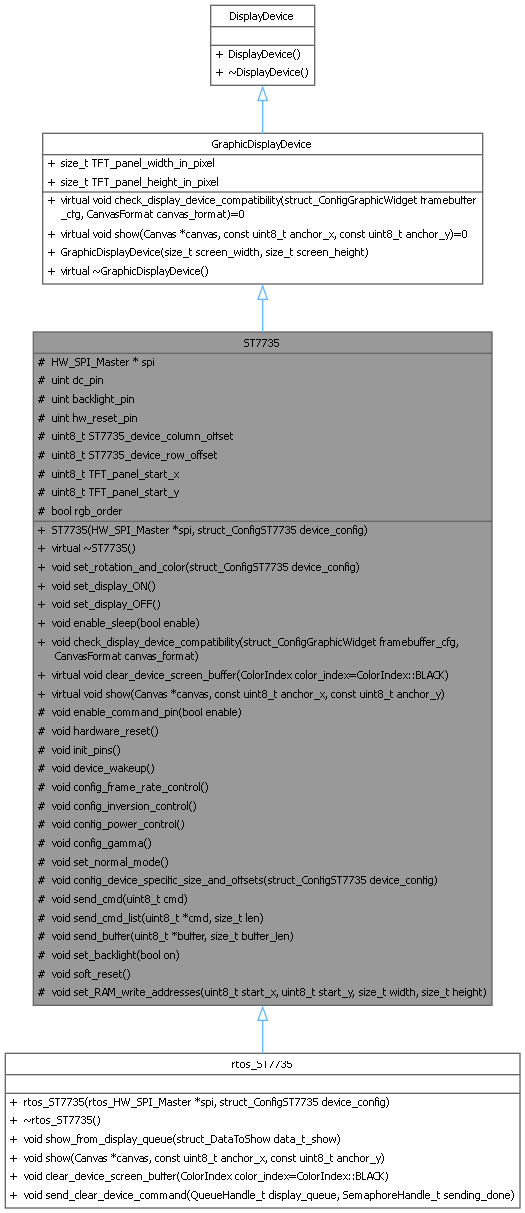 DisplayDevice
+ DisplayDevice()
+ ~DisplayDevice()
GraphicDisplayDevice
+ size_t TFT_panel_width_in_pixel
+ size_t TFT_panel_height_in_pixel
+ virtual void check_display_device_compatibility(struct_ConfigGraphicWidget framebuffer
_cfg, CanvasFormat canvas_format)=0
+ virtual void show(Canvas *canvas, const uint8_t anchor_x, const uint8_t anchor_y)=0
+ GraphicDisplayDevice(size_t screen_width, size_t screen_height)
+ virtual ~GraphicDisplayDevice()
ST7735
# HW_SPI_Master * spi
# uint dc_pin
# uint backlight_pin
# uint hw_reset_pin
# uint8_t ST7735_device_column_offset
# uint8_t ST7735_device_row_offset
# uint8_t TFT_panel_start_x
# uint8_t TFT_panel_start_y
# bool rgb_order
+ ST7735(HW_SPI_Master *spi, struct_ConfigST7735 device_config)
+ virtual ~ST7735()
+ void set_rotation_and_color(struct_ConfigST7735 device_config)
+ void set_display_ON()
+ void set_display_OFF()
+ void enable_sleep(bool enable)
+ void check_display_device_compatibility(struct_ConfigGraphicWidget framebuffer_cfg,
CanvasFormat canvas_format)
+ virtual void clear_device_screen_buffer(ColorIndex color_index=ColorIndex::BLACK)
+ virtual void show(Canvas *canvas, const uint8_t anchor_x, const uint8_t anchor_y)
# void enable_command_pin(bool enable)
# void hardware_reset()
# void init_pins()
# void device_wakeup()
# void config_frame_rate_control()
# void config_inversion_control()
# void config_power_control()
# void config_gamma()
# void set_normal_mode()
# void config_device_specific_size_and_offsets(struct_ConfigST7735 device_config)
# void send_cmd(uint8_t cmd)
# void send_cmd_list(uint8_t *cmd, size_t len)
# void send_buffer(uint8_t *buffer, size_t buffer_len)
# void set_backlight(bool on)
# void soft_reset()
# void set_RAM_write_addresses(uint8_t start_x, uint8_t start_y, size_t width, size_t height)
rtos_ST7735
+ rtos_ST7735(rtos_HW_SPI_Master *spi, struct_ConfigST7735 device_config)
+ ~rtos_ST7735()
+ void show_from_display_queue(struct_DataToShow data_t_show)
+ void show(Canvas *canvas, const uint8_t anchor_x, const uint8_t anchor_y)
+ void clear_device_screen_buffer(ColorIndex color_index=ColorIndex::BLACK)
+ void send_clear_device_command(QueueHandle_t display_queue, SemaphoreHandle_t sending_done)